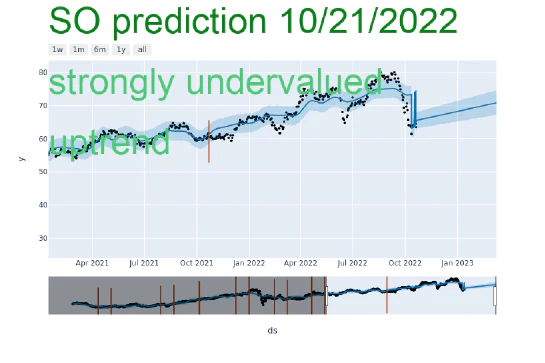 SO prediction 10/21/2022
1w 1m 6m 1y all
strongly undervalued
uptrend
80
70
60
50
40
30
y
Apr 2021 Jul 2021 Oct 2021 Jan 2022 Apr 2022 Jul 2022 Oct 2022 Jan 2023
ds